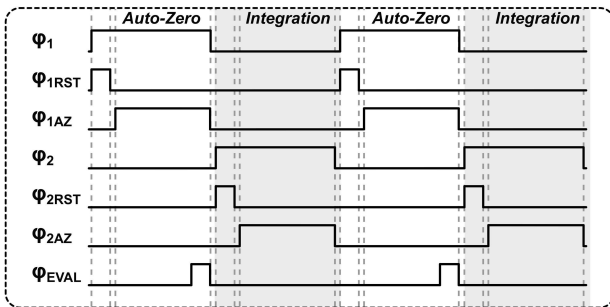 Auto-Zero Integration Auto-Zero Integration
φ1
φ1RST
φ1AZ
φ2
φ2RST
φ2AZ
φEVAL